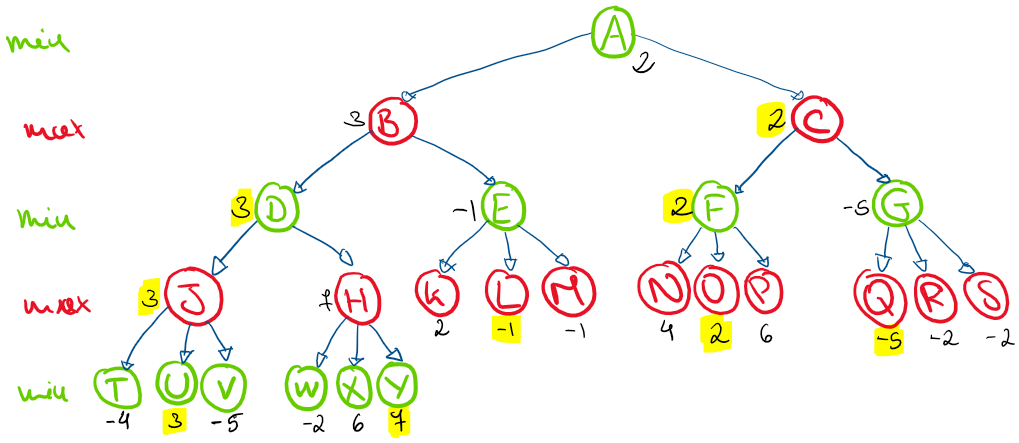 min A
2
max 3 B 2 C
min 3 D -1 E 2 F -5 G
max 3 J 7 H K L M N O P Q R S
2 -1 -1 4 2 6 -5 -2 -2
min T U V W X Y
-4 3 -5 -2 6 7